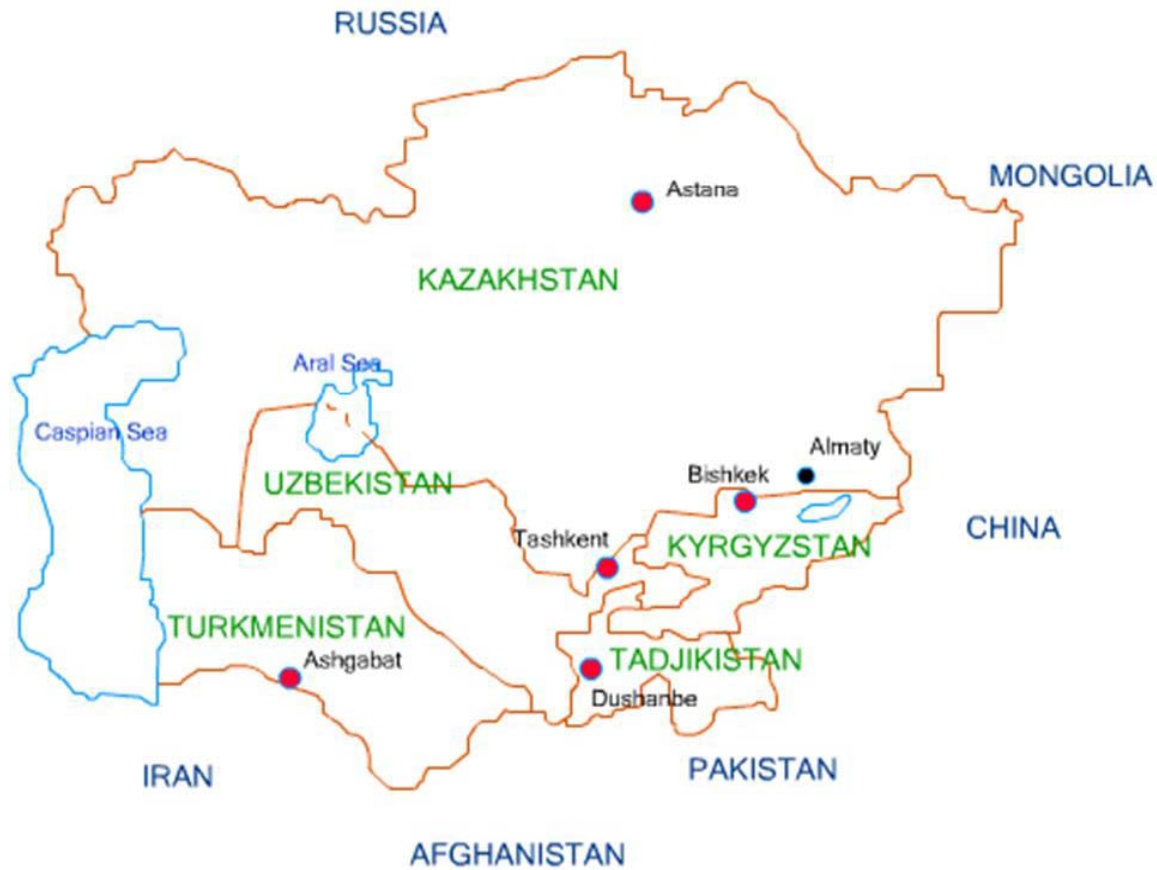 RUSSIA
MONGOLIA
Astana
KAZAKHSTAN
Aral Sea
Caspian Sea
Almaty
Bishkek
UZBEKISTAN
CHINA
Tashkent
KYRGYZSTAN
TURKMENISTAN
Ashgabat
TADJIKISTAN
Dushanbe
IRAN
PAKISTAN
AFGHANISTAN